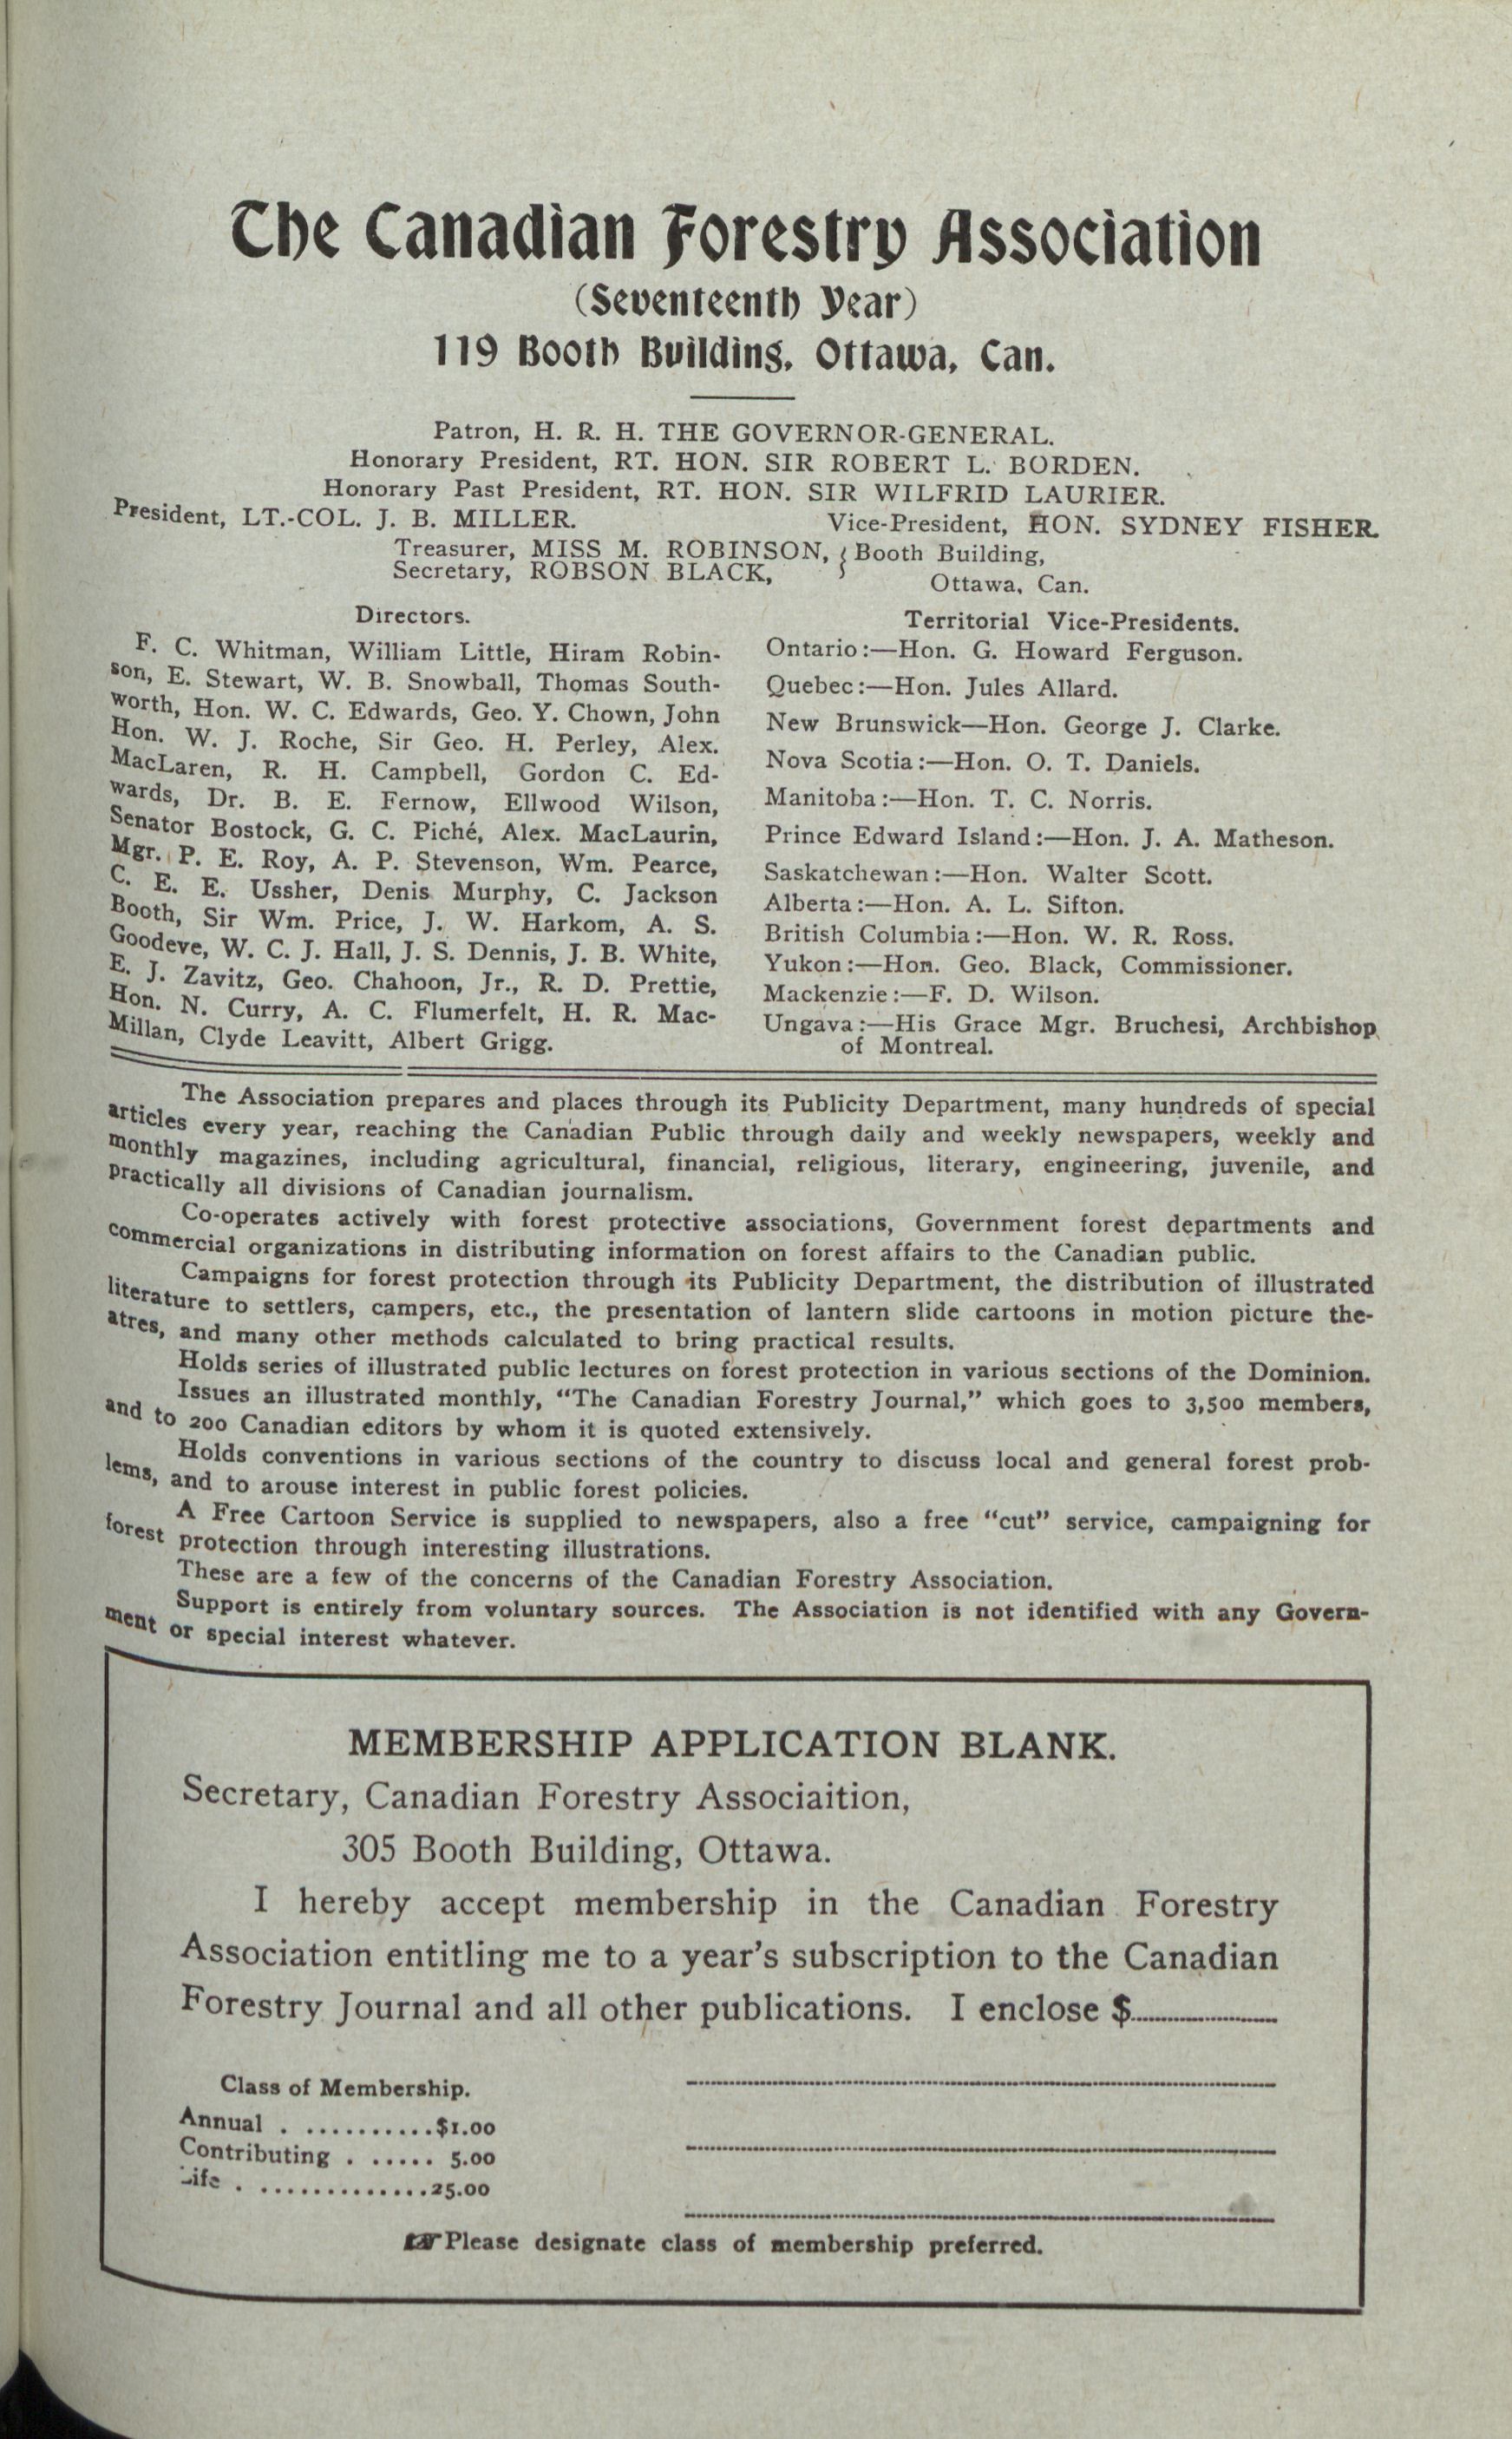 The Canadian Forestry Association
(Seventeenth Year)
119 Booth Building, Ottawa, Can.
Patron, H. R. H. THE GOVERNOR-GENERAL.
Honorary President, RT. HON. SIR ROBERT L. BORDEN.
Honorary Past President, RT. HON. SIR WILFRID LAURIER.
President, LT.-COL. J. B. MILLER. Vice-President, HON. SYDNEY FISHER.
Treasurer, MISS M. ROBINSON, } Booth Building,
Secretary, ROBSON BLACK, Ottawa, Can.
Directors.
F. C. Whitman, William Little, Hiram Robin-
son, E. Stewart, W. B. Snowball, Thomas South-
worth, Hon. W. C. Edwards, Geo. Y. Chown, John
Hon. W. J. Roche, Sir Geo. H. Perley, Alex.
MacLaren, R. H. Campbell, Gordon C. Ed-
wards, Dr. B. E. Fernow, Ellwood Wilson,
Senator Bostock, G. C. Piché, Alex. MacLaurin,
Mgr. P. E. Roy, A. P. Stevenson, Wm. Pearce,
C. E. E. Ussher, Denis Murphy, C. Jackson
Booth, Sir Wm. Price, J. W. Harkom, A. S.
Goodeve, W. C. J. Hall, J. S. Dennis, J. B. White,
E. J. Zavitz, Geo. Chahoon, Jr., R. D. Prettie,
Hon. N. Curry, A. C. Flumerfelt, H. R. Mac-
Millan, Clyde Leavitt, Albert Grigg.
Territorial Vice-Presidents.
Ontario:—Hon. G. Howard Ferguson.
Quebec:—Hon. Jules Allard.
New Brunswick—Hon. George J. Clarke.
Nova Scotia:—Hon. O. T. Daniels.
Manitoba:—Hon. T. C. Norris.
Prince Edward Island:—Hon. J. A. Matheson.
Saskatchewan:—Hon. Walter Scott.
Alberta:—Hon. A. L. Sifton.
British Columbia:—Hon. W. R. Ross.
Yukon:—Hon. Geo. Black, Commissioner.
Mackenzie:—F. D. Wilson.
Ungava:—His Grace Mgr. Bruchesi, Archbishop
of Montreal.
The Association prepares and places through its Publicity Department, many hundreds of special
articles every year, reaching the Canadian Public through daily and weekly newspapers, weekly and
monthly magazines, including agricultural, financial, religious, literary, engineering, juvenile, and
practically all divisions of Canadian journalism.
Co-operates actively with forest protective associations, Government forest departments and
commercial organizations in distributing information on forest affairs to the Canadian public.
Campaigns for forest protection through its Publicity Department, the distribution of illustrated
literature to settlers, campers, etc., the presentation of lantern slide cartoons in motion picture the-
atres, and many other methods calculated to bring practical results.
Holds series of illustrated public lectures on forest protection in various sections of the Dominion.
Issues an illustrated monthly, "The Canadian Forestry Journal," which goes to 3,500 members,
and to 200 Canadian editors by whom it is quoted extensively.
Holds conventions in various sections of the country to discuss local and general forest prob-
lems, and to arouse interest in public forest policies.
A Free Cartoon Service is supplied to newspapers, also a free "cut" service, campaigning for
forest protection through interesting illustrations.
These are a few of the concerns of the Canadian Forestry Association.
Support is entirely from voluntary sources. The Association is not identified with any Govern-
ment or special interest whatever.
MEMBERSHIP APPLICATION BLANK.
Secretary, Canadian Forestry Associaition,
305 Booth Building, Ottawa.
I hereby accept membership in the Canadian Forestry
Association entitling me to a year's subscription to the Canadian
Forestry Journal and all other publications. I enclose $....................
Class of Membership.
Annual . ..........$1.00
Contributing . ..... 5.00
Life . .............25.00
☞Please designate class of membership preferred.